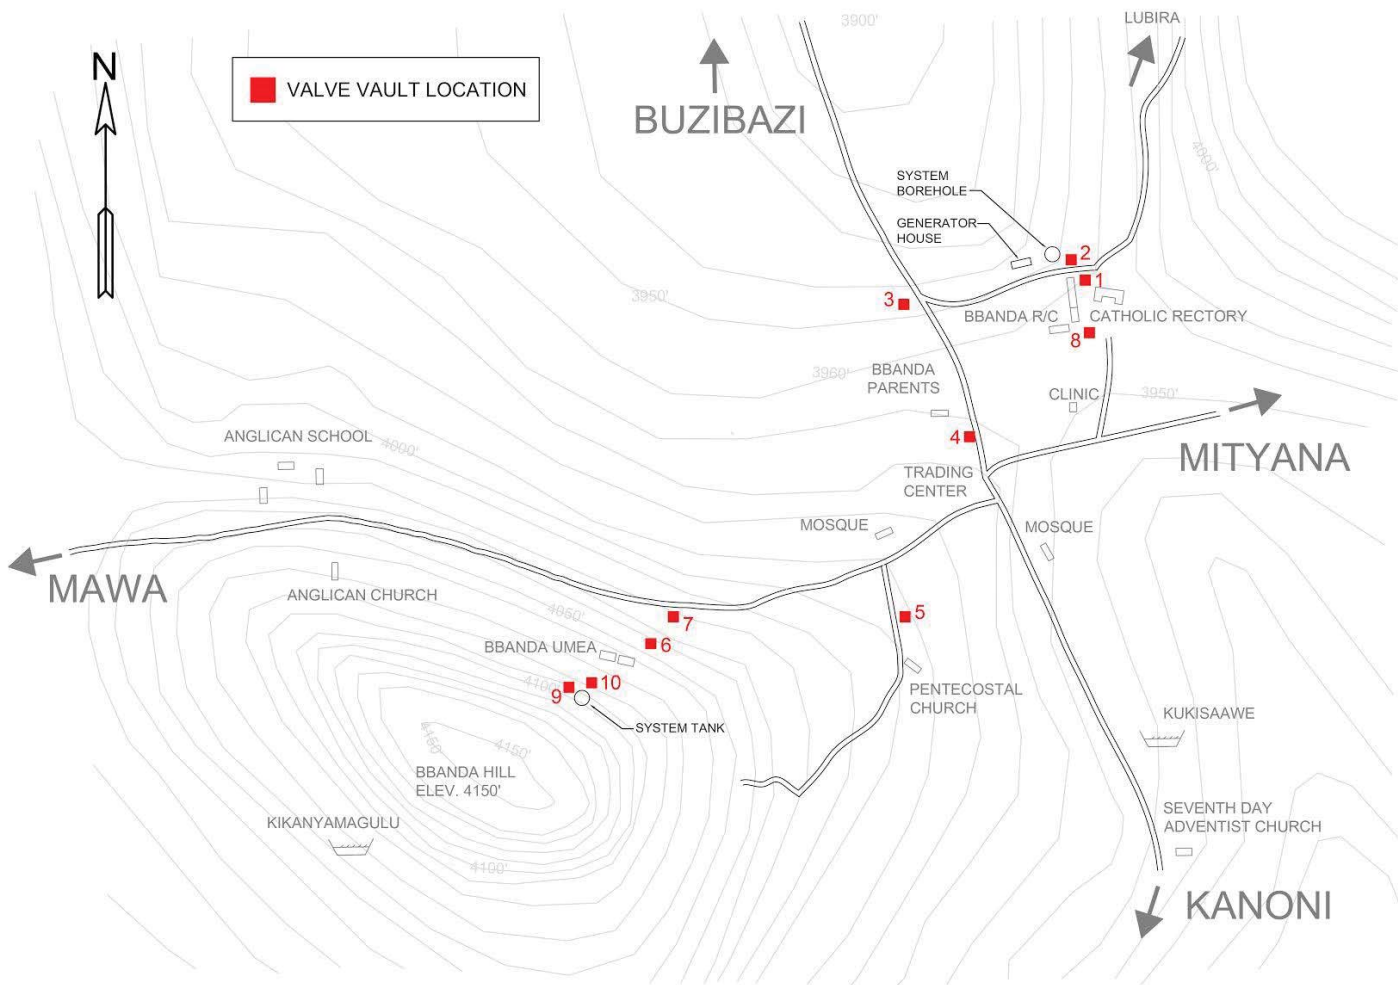 3900'
LUBIRA
N
VALVE VAULT LOCATION
BUZIBAZI
4000'
SYSTEM
BOREHOLE
GENERATOR
HOUSE
2
1
3950'
3
BBANDA R/C
CATHOLIC RECTORY
8
3960'
BBANDA
PARENTS
CLINIC
3950'
ANGLICAN SCHOOL
4000'
4
MITYANA
TRADING
CENTER
MOSQUE
MOSQUE
MAWA
ANGLICAN CHURCH
4050'
5
7
BBANDA UMEA
6
4100'
9
10
PENTECOSTAL
CHURCH
SYSTEM TANK
KUKISAAWE
4150'
4150'
BBANDA HILL
ELEV. 4150'
KIKANYAMAGULU
SEVENTH DAY
ADVENTIST CHURCH
4100'
KANONI